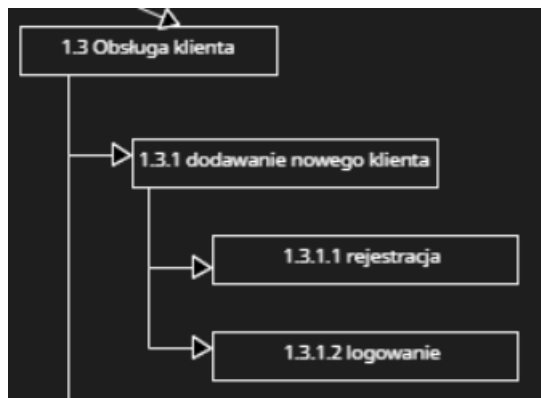 1.3 Obsługa klienta
1.3.1 dodawanie nowego klienta
1.3.1.1 rejestracja
1.3.1.2 logowanie